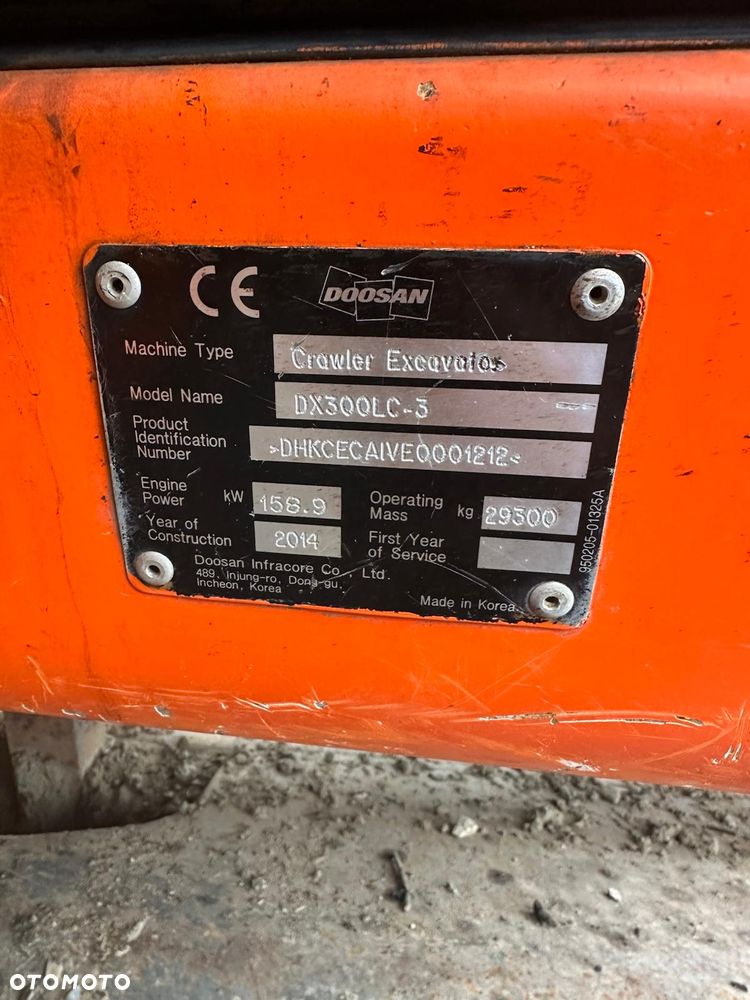 CE DOOSAN
Machine Type Crawler Excavator
Model Name DX300LC-3
Product
Identification
Number >DHKCECAIVE0001212<
Engine
Power kW 158.9 Operating
Mass kg 29300
Year of
Construction 2014 First Year
of Service
Doosan Infracore Co., Ltd.
489, Injung-ro, Dong-gu,
Incheon, Korea
Made in Korea
950205-01325A
OTOMOTO